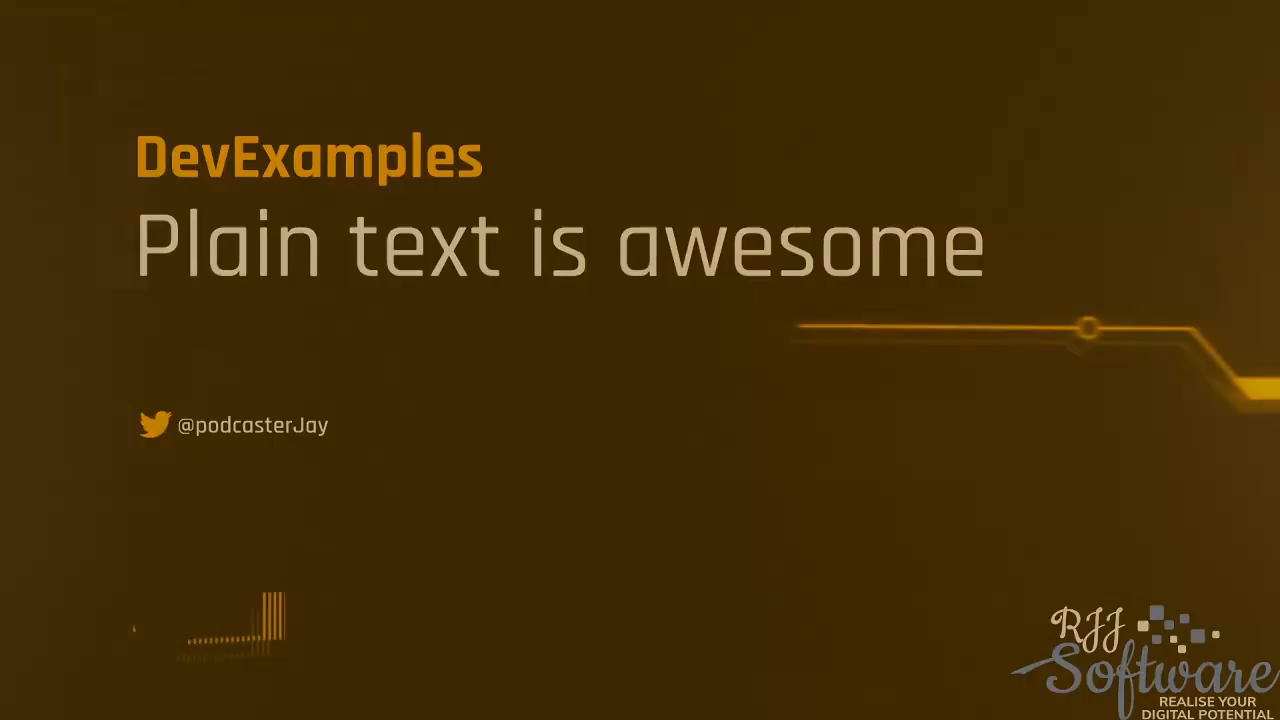 DevExamples
Plain text is awesome
@podcasterJay
RJJ
Software
REALISE YOUR
DIGITAL POTENTIAL